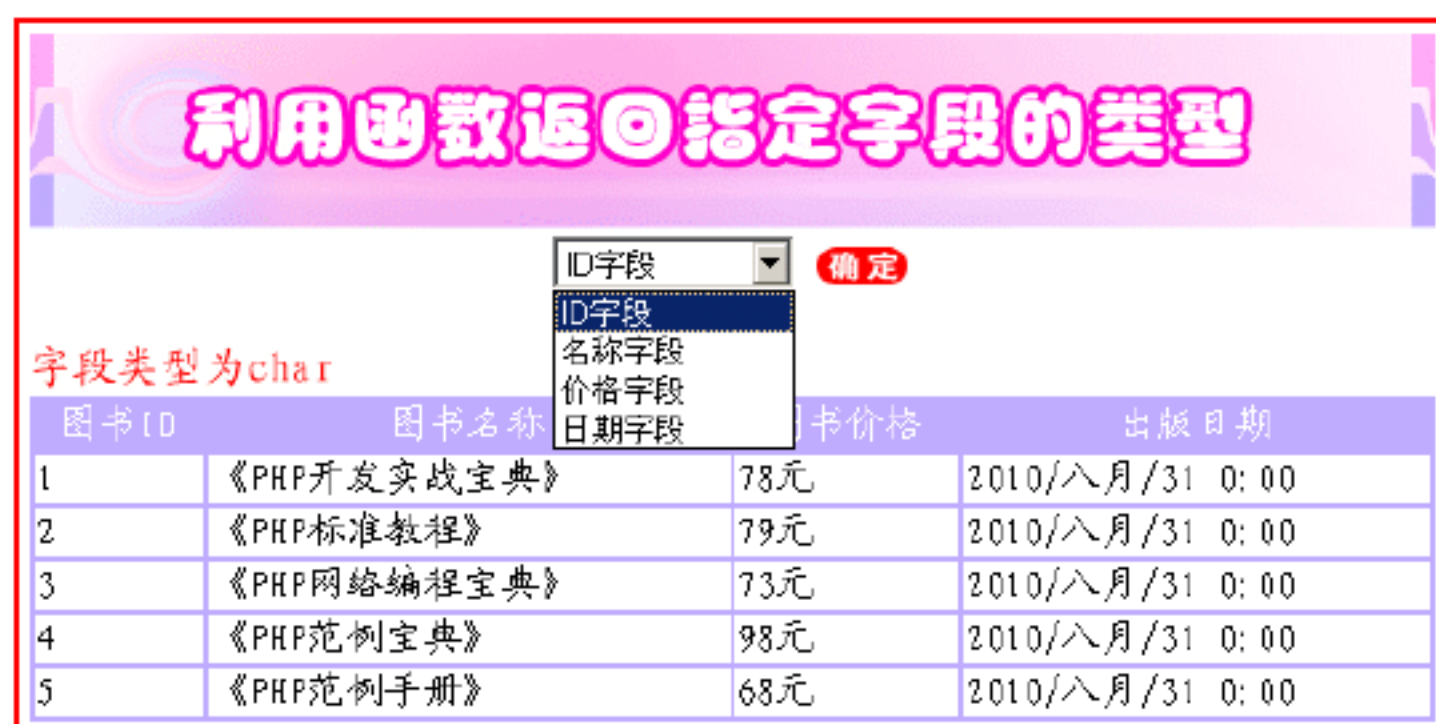 利用函数返回指定字段的类型
ID字段 确定
ID字段
名称字段
价格字段
日期字段
字段类型为char
图书ID 图书名称 书价格 出版日期
1 《PHP开发实战宝典》 78元 2010/八月/31 0:00
2 《PHP标准教程》 79元 2010/八月/31 0:00
3 《PHP网络编程宝典》 73元 2010/八月/31 0:00
4 《PHP范例宝典》 98元 2010/八月/31 0:00
5 《PHP范例手册》 68元 2010/八月/31 0:00